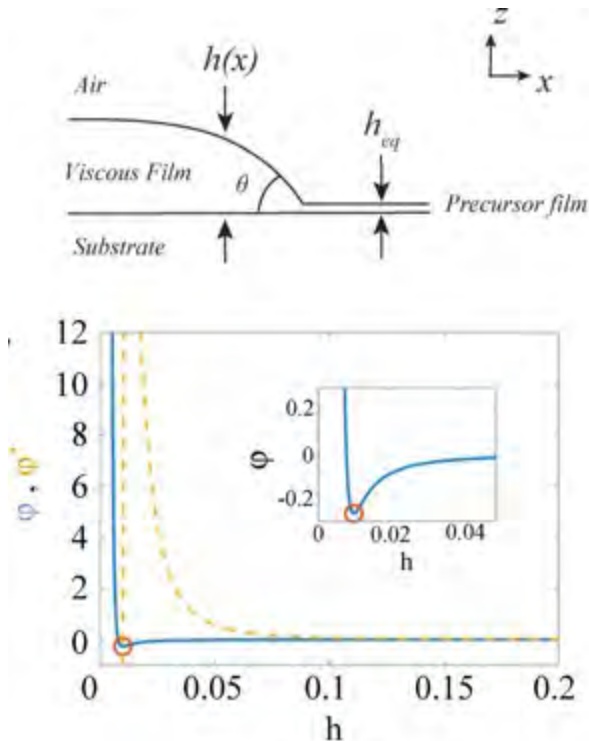 z
x
Air
h(x)
h_eq
Viscous Film
θ
Precursor film
Substrate
φ , φ'
12
10
8
6
4
2
0
0
0.05
0.1
0.15
0.2
h
φ
0.2
0
-0.2
0
0.02
0.04
h